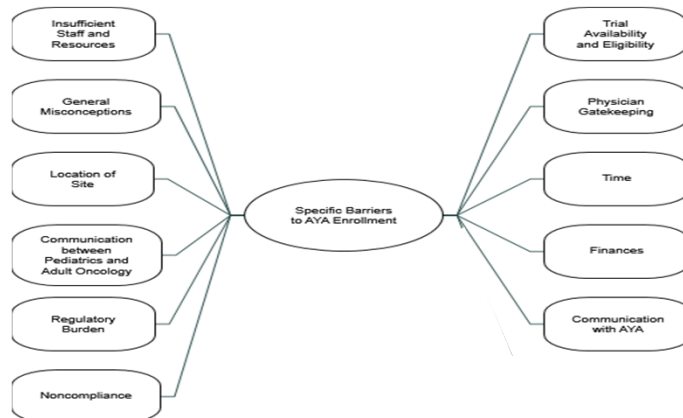 Insufficient
Staff and
Resources
General
Misconceptions
Location of
Site
Communication
between
Pediatrics and
Adult Oncology
Regulatory
Burden
Noncompliance
Specific Barriers
to AYA Enrollment
Trial
Availability
and Eligibility
Physician
Gatekeeping
Time
Finances
Communication
with AYA